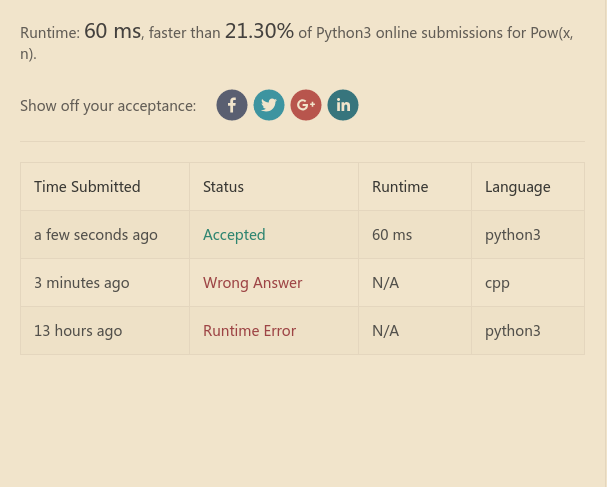 Runtime: 60 ms, faster than 21.30% of Python3 online submissions for Pow(x,
n).
Show off your acceptance: f G+ in
Time Submitted Status Runtime Language
a few seconds ago Accepted 60 ms python3
3 minutes ago Wrong Answer N/A cpp
13 hours ago Runtime Error N/A python3